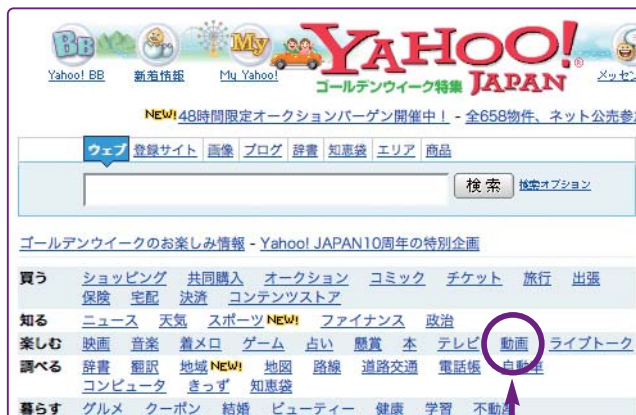 BB My YAHOO!
Yahoo! BB 新着情報 My Yahoo! ゴールデンウイーク特集 JAPAN
NEW! 48時間限定オークションバーゲン開催中！ - 全658物件、ネット公売参
ウェブ 登録サイト 画像 ブログ 辞書 知恵袋 エリア 商品
検索 検索オプション
ゴールデンウイークのお楽しみ情報 - Yahoo! JAPAN10周年の特別企画
買う ショッピング 共同購入 オークション コミック チケット 旅行 出張
保険 宅配 決済 コンテンツストア
知る ニュース 天気 スポーツ NEW! ファイナンス 政治
楽しむ 映画 音楽 着メロ ゲーム 占い 懸賞 本 テレビ 動画 ライブトーク
調べる 辞書 翻訳 地域 NEW! 地図 路線 道路交通 電話帳 自動車
コンピュータ きっず 知恵袋
暮らす グルメ クーポン 結婚 ビューティー 健康 学習 不動産